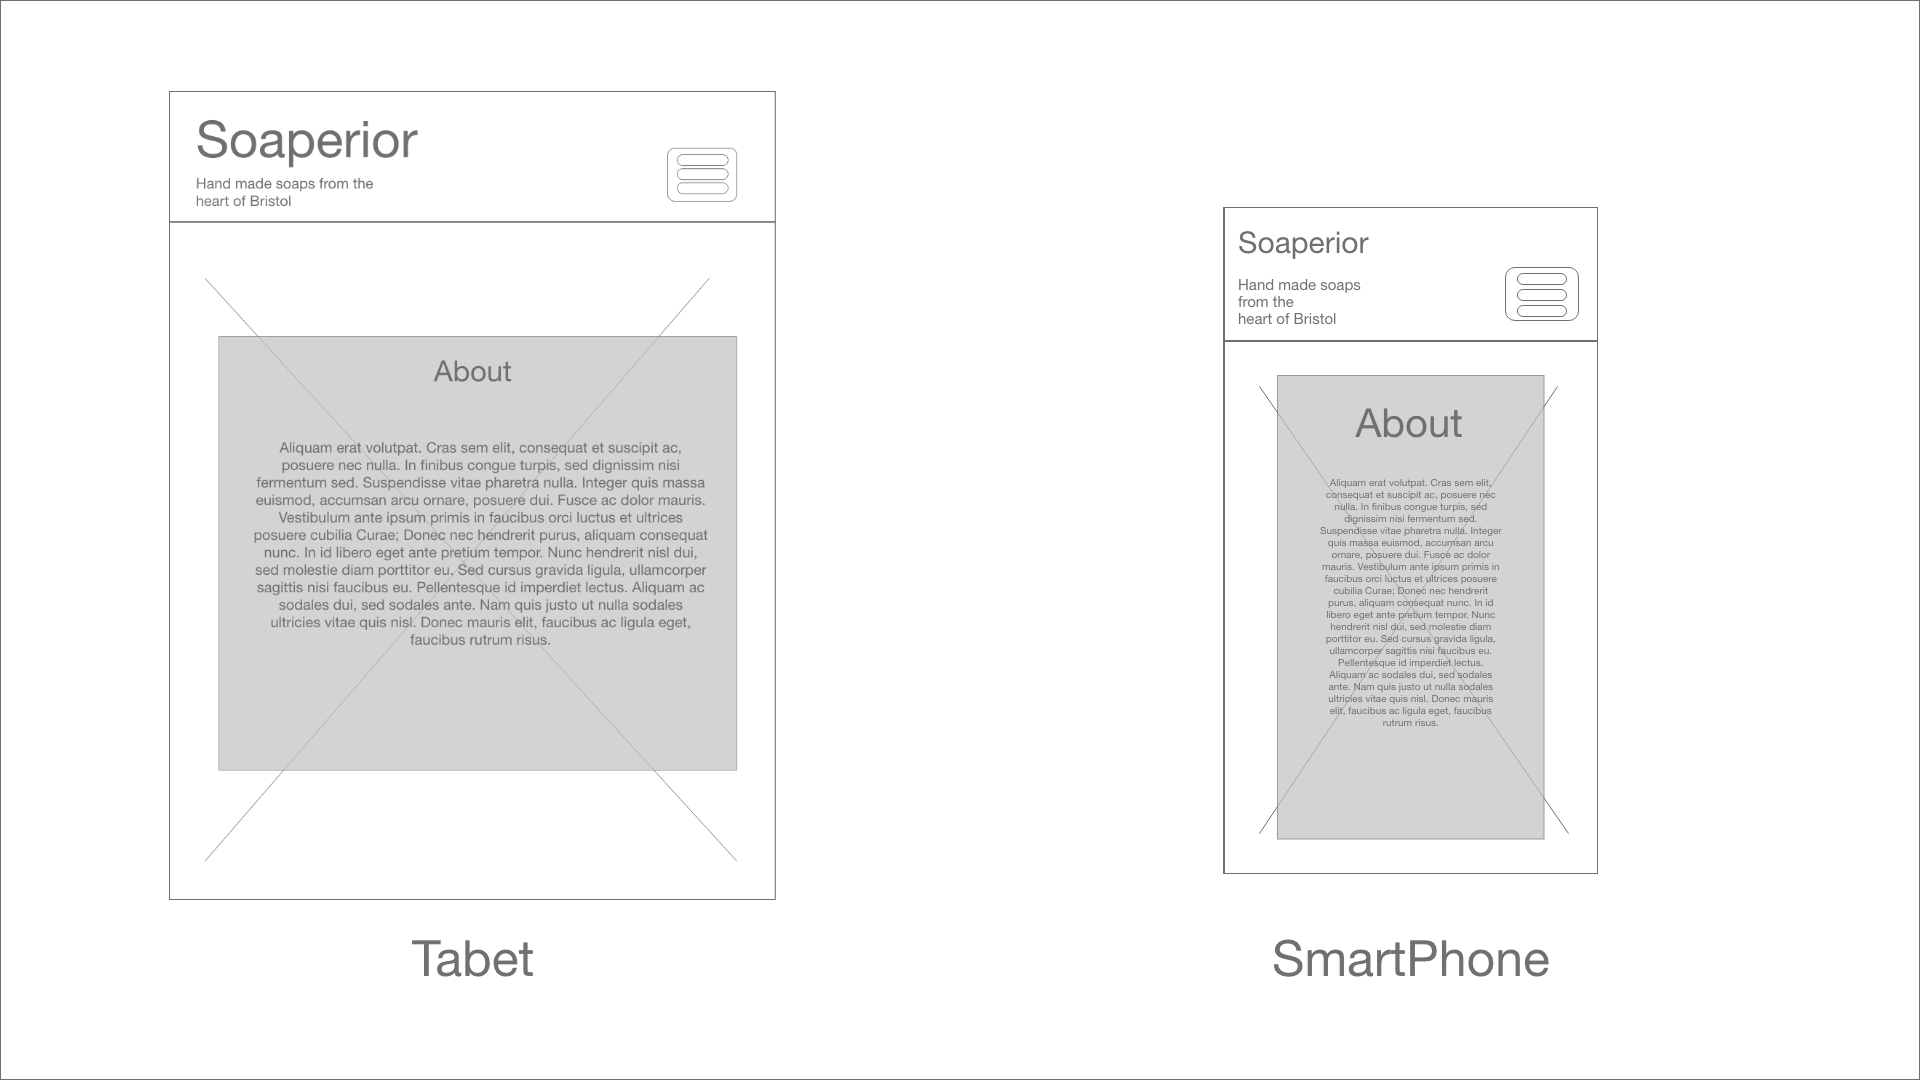 Soaperior
Hand made soaps from the
heart of Bristol
About
Aliquam erat volutpat. Cras sem elit, consequat et suscipit ac,
posuere nec nulla. In finibus congue turpis, sed dignissim nisi
fermentum sed. Suspendisse vitae pharetra nulla. Integer quis massa
euismod, accumsan arcu ornare, posuere dui. Fusce ac dolor mauris.
Vestibulum ante ipsum primis in faucibus orci luctus et ultrices
posuere cubilia Curae; Donec nec hendrerit purus, aliquam consequat
nunc. In id libero eget ante pretium tempor. Nunc hendrerit nisl dui,
sed molestie diam porttitor eu. Sed cursus gravida ligula, ullamcorper
sagittis nisi faucibus eu. Pellentesque id imperdiet lectus. Aliquam ac
sodales dui, sed sodales ante. Nam quis justo ut nulla sodales
ultricies vitae quis nisl. Donec mauris elit, faucibus ac ligula eget,
faucibus rutrum risus.
Tabet
Soaperior
Hand made soaps
from the
heart of Bristol
About
Aliquam erat volutpat. Cras sem elit,
consequat et suscipit ac, posuere nec
nulla. In finibus congue turpis, sed
dignissim nisi fermentum sed.
Suspendisse vitae pharetra nulla. Integer
quis massa euismod, accumsan arcu
ornare, posuere dui. Fusce ac dolor
mauris. Vestibulum ante ipsum primis in
faucibus orci luctus et ultrices posuere
cubilia Curae; Donec nec hendrerit
purus, aliquam consequat nunc. In id
libero eget ante pretium tempor. Nunc
hendrerit nisl dui, sed molestie diam
porttitor eu. Sed cursus gravida ligula,
ullamcorper sagittis nisi faucibus eu.
Pellentesque id imperdiet lectus.
Aliquam ac sodales dui, sed sodales
ante. Nam quis justo ut nulla sodales
ultricies vitae quis nisl. Donec mauris
elit, faucibus ac ligula eget, faucibus
rutrum risus.
SmartPhone